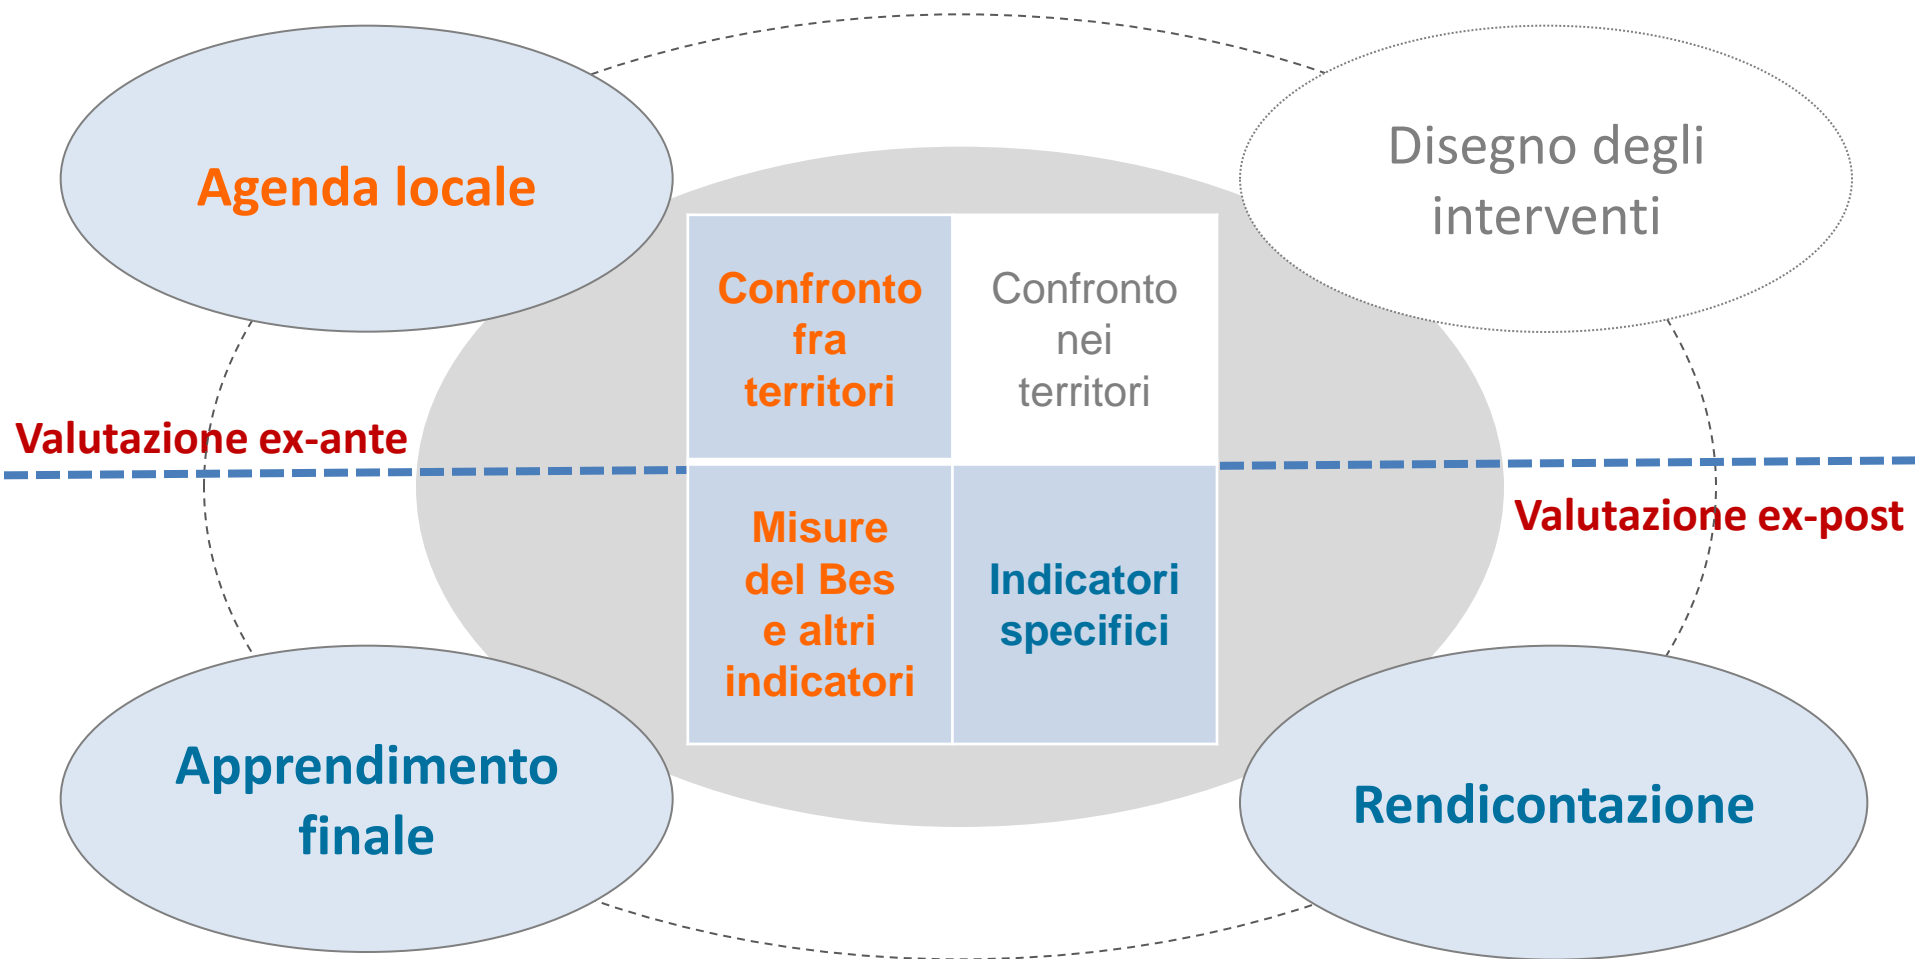 Agenda locale
Disegno degli
interventi
Confronto
fra
territori
Confronto
nei
territori
Valutazione ex-ante
Valutazione ex-post
Misure
del Bes
e altri
indicatori
Indicatori
specifici
Apprendimento
finale
Rendicontazione